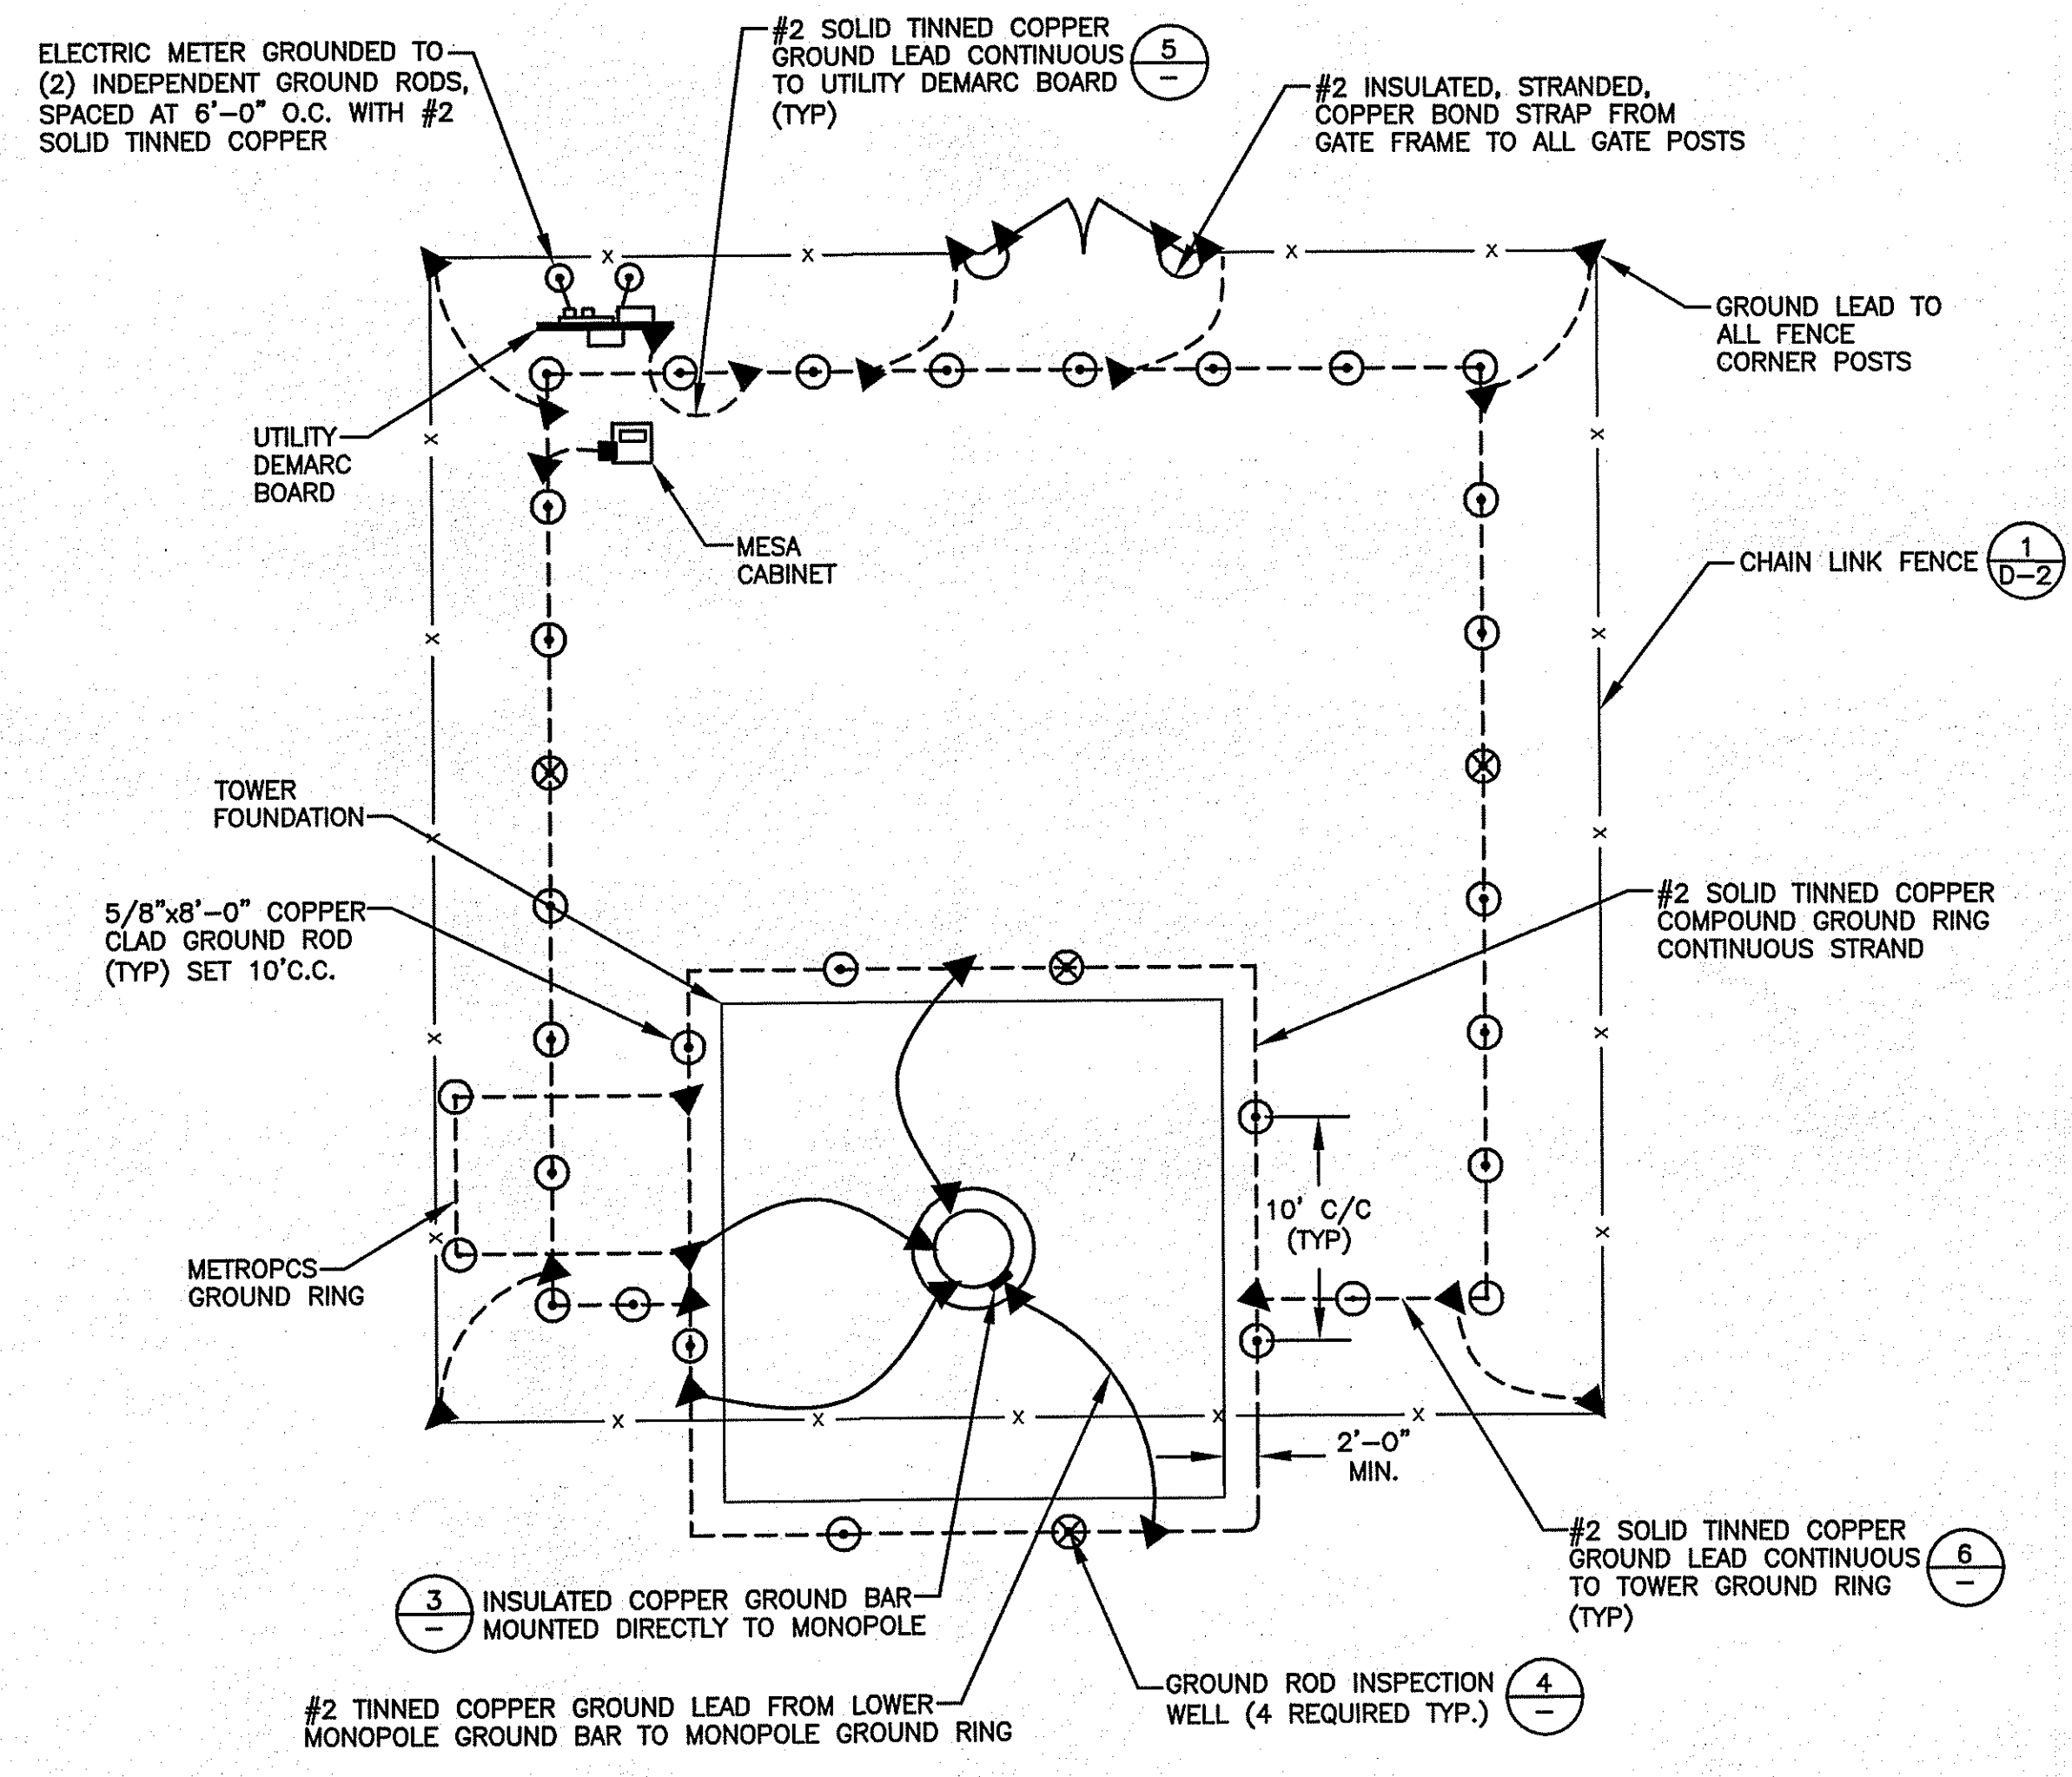 ELECTRIC METER GROUNDED TO
(2) INDEPENDENT GROUND RODS,
SPACED AT 6'-0" O.C. WITH #2
SOLID TINNED COPPER
#2 SOLID TINNED COPPER
GROUND LEAD CONTINUOUS
TO UTILITY DEMARC BOARD
(TYP)
5
-
#2 INSULATED, STRANDED,
COPPER BOND STRAP FROM
GATE FRAME TO ALL GATE POSTS
GROUND LEAD TO
ALL FENCE
CORNER POSTS
UTILITY
DEMARC
BOARD
MESA
CABINET
CHAIN LINK FENCE
1
D-2
TOWER
FOUNDATION
5/8"x8'-0" COPPER
CLAD GROUND ROD
(TYP) SET 10'C.C.
#2 SOLID TINNED COPPER
COMPOUND GROUND RING
CONTINUOUS STRAND
10' C/C
(TYP)
METROPCS
GROUND RING
2'-0"
MIN.
#2 SOLID TINNED COPPER
GROUND LEAD CONTINUOUS
TO TOWER GROUND RING
(TYP)
6
-
3
-
INSULATED COPPER GROUND BAR
MOUNTED DIRECTLY TO MONOPOLE
GROUND ROD INSPECTION
WELL (4 REQUIRED TYP.)
4
-
#2 TINNED COPPER GROUND LEAD FROM LOWER
MONOPOLE GROUND BAR TO MONOPOLE GROUND RING